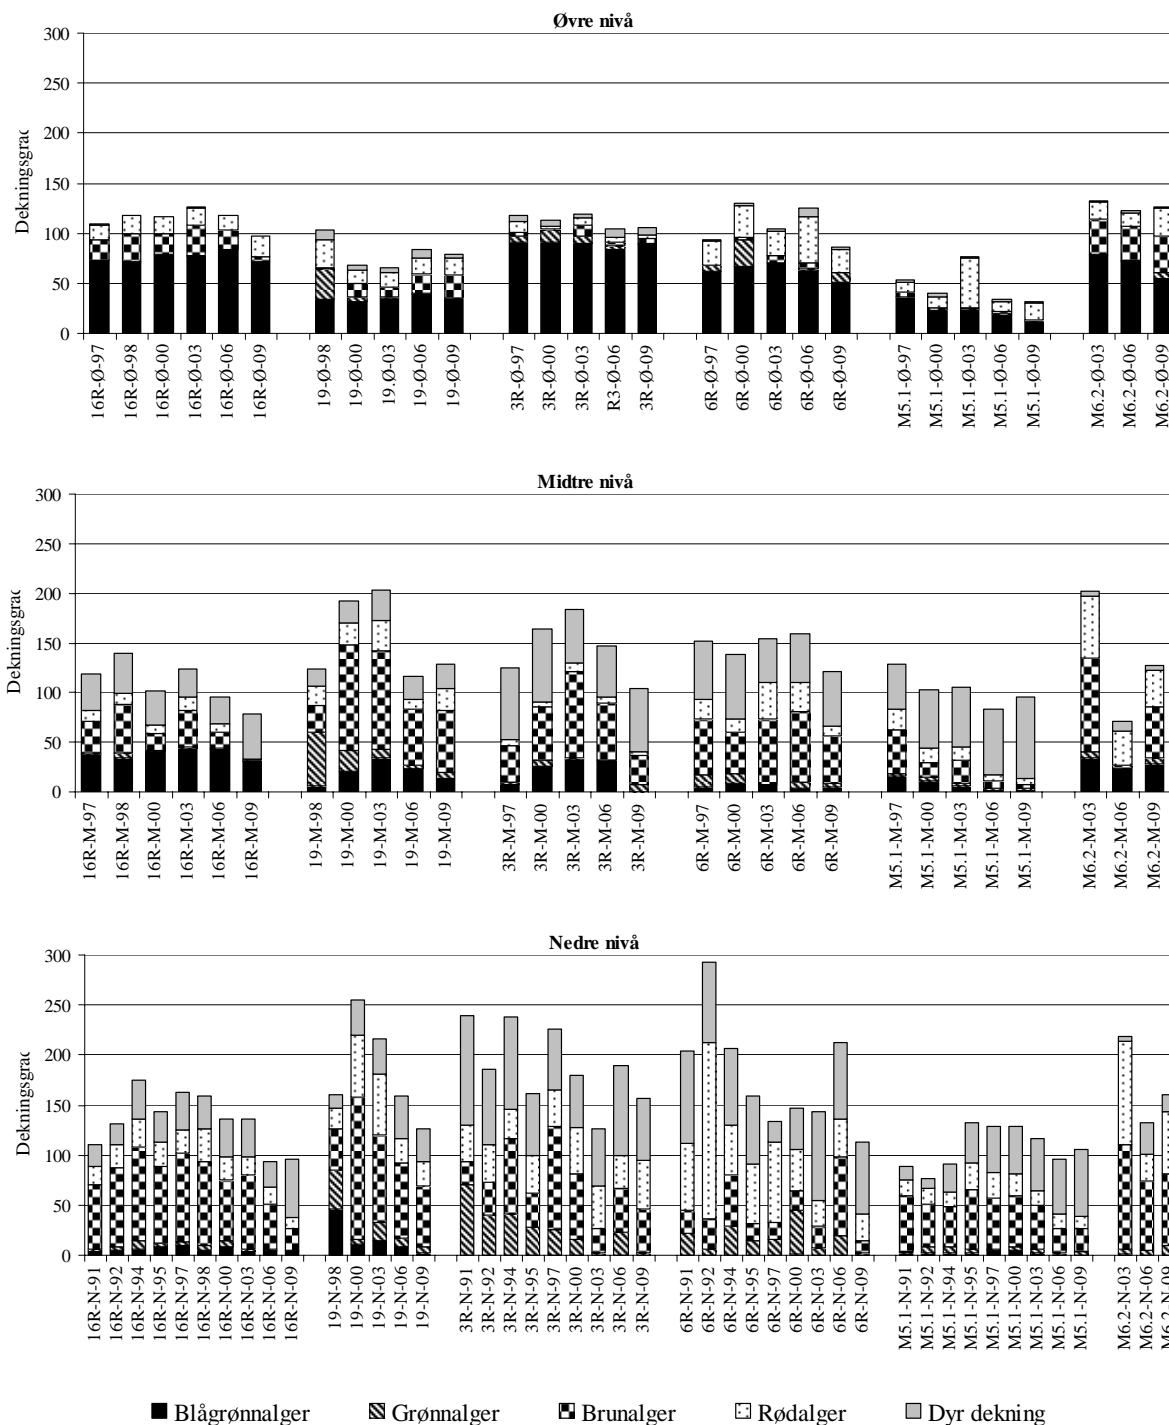 Øvre nivå
300
250
200
150
100
50
0
Dekningsgrad
16R-Ø-97
16R-Ø-98
16R-Ø-00
16R-Ø-03
16R-Ø-06
16R-Ø-09
19-Ø-98
19-Ø-00
19.Ø-03
19-Ø-06
19-Ø-09
3R-Ø-97
3R-Ø-00
3R-Ø-03
R3-Ø-06
3R-Ø-09
6R-Ø-97
6R-Ø-00
6R-Ø-03
6R-Ø-06
6R-Ø-09
M5.1-Ø-97
M5.1-Ø-00
M5.1-Ø-03
M5.1-Ø-06
M5.1-Ø-09
M6.2-Ø-03
M6.2-Ø-06
M6.2-Ø-09
Midtre nivå
300
250
200
150
100
50
0
Dekningsgrad
16R-M-97
16R-M-98
16R-M-00
16R-M-03
16R-M-06
16R-M-09
19-M-98
19-M-00
19-M-03
19-M-06
19-M-09
3R-M-97
3R-M-00
3R-M-03
3R-M-06
3R-M-09
6R-M-97
6R-M-00
6R-M-03
6R-M-06
6R-M-09
M5.1-M-97
M5.1-M-00
M5.1-M-03
M5.1-M-06
M5.1-M-09
M6.2-M-03
M6.2-M-06
M6.2-M-09
Nedre nivå
300
250
200
150
100
50
0
Dekningsgrad
16R-N-91
16R-N-92
16R-N-94
16R-N-95
16R-N-97
16R-N-98
16R-N-00
16R-N-03
16R-N-06
16R-N-09
19-N-98
19-N-00
19-N-03
19-N-06
19-N-09
3R-N-91
3R-N-92
3R-N-94
3R-N-95
3R-N-97
3R-N-00
3R-N-03
3R-N-06
3R-N-09
6R-N-91
6R-N-92
6R-N-94
6R-N-95
6R-N-97
6R-N-00
6R-N-03
6R-N-06
6R-N-09
M5.1-N-91
M5.1-N-92
M5.1-N-94
M5.1-N-95
M5.1-N-97
M5.1-N-00
M5.1-N-03
M5.1-N-06
M5.1-N-09
M6.2-N-03
M6.2-N-06
M6.2-N-09
Blågrønnalger Grønnalger Brunalger Rødalger Dyr dekning